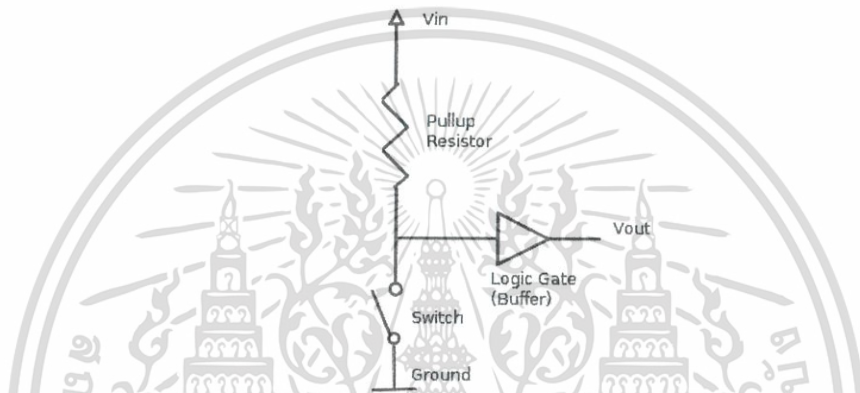 Vin
Pullup
Resistor
Vout
Logic Gate
(Buffer)
Switch
Ground